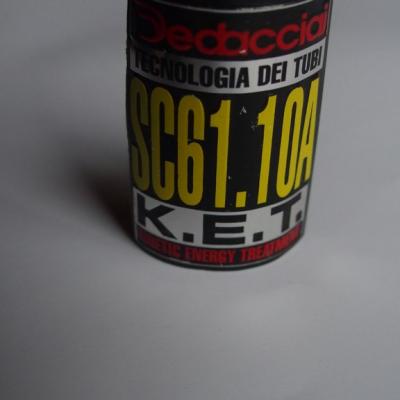 Dedacciai
TECNOLOGIA DEI TUBI
SC61.10A
K.E.T.
KINETIC ENERGY TREATMENT